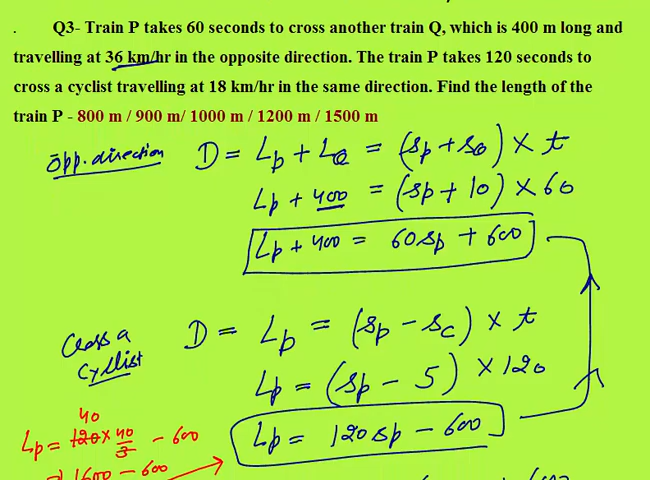 . Q3- Train P takes 60 seconds to cross another train Q, which is 400 m long and
travelling at 36 km/hr in the opposite direction. The train P takes 120 seconds to
cross a cyclist travelling at 18 km/hr in the same direction. Find the length of the
train P - 800 m / 900 m/ 1000 m / 1200 m / 1500 m
Opp. direction D = Lp + LQ = (sp + sQ) × t
Lp + 400 = (sp + 10) × 60
Lp + 400 = 60sp + 600
Cross a
cyclist
D = Lp = (sp - sc) × t
Lp = (sp - 5) × 120
Lp = 120sp - 600
40
Lp = 120 × 40/3 - 600
1600 - 600